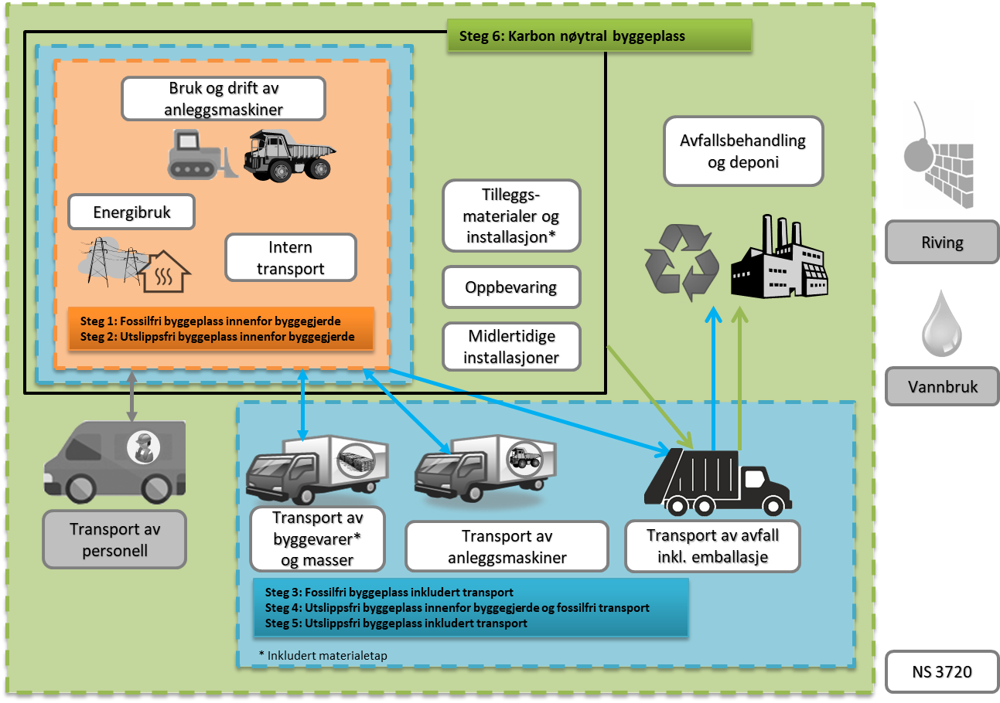 Steg 6: Karbon nøytral byggeplass
Bruk og drift av
anleggsmaskiner
Energibruk
Intern
transport
Steg 1: Fossilfri byggeplass innenfor byggegjerde
Steg 2: Utslippsfri byggeplass innenfor byggegjerde
Tilleggs-
materialer og
installasjon*
Oppbevaring
Midlertidige
installasjoner
Avfallsbehandling
og deponi
Riving
Vannbruk
Transport av
personell
Transport av
byggevarer*
og masser
Transport av
anleggsmaskiner
Transport av avfall
inkl. emballasje
Steg 3: Fossilfri byggeplass inkludert transport
Steg 4: Utslippsfri byggeplass innenfor byggegjerde og fossilfri transport
Steg 5: Utslippsfri byggeplass inkludert transport
* Inkludert materialetap
NS 3720